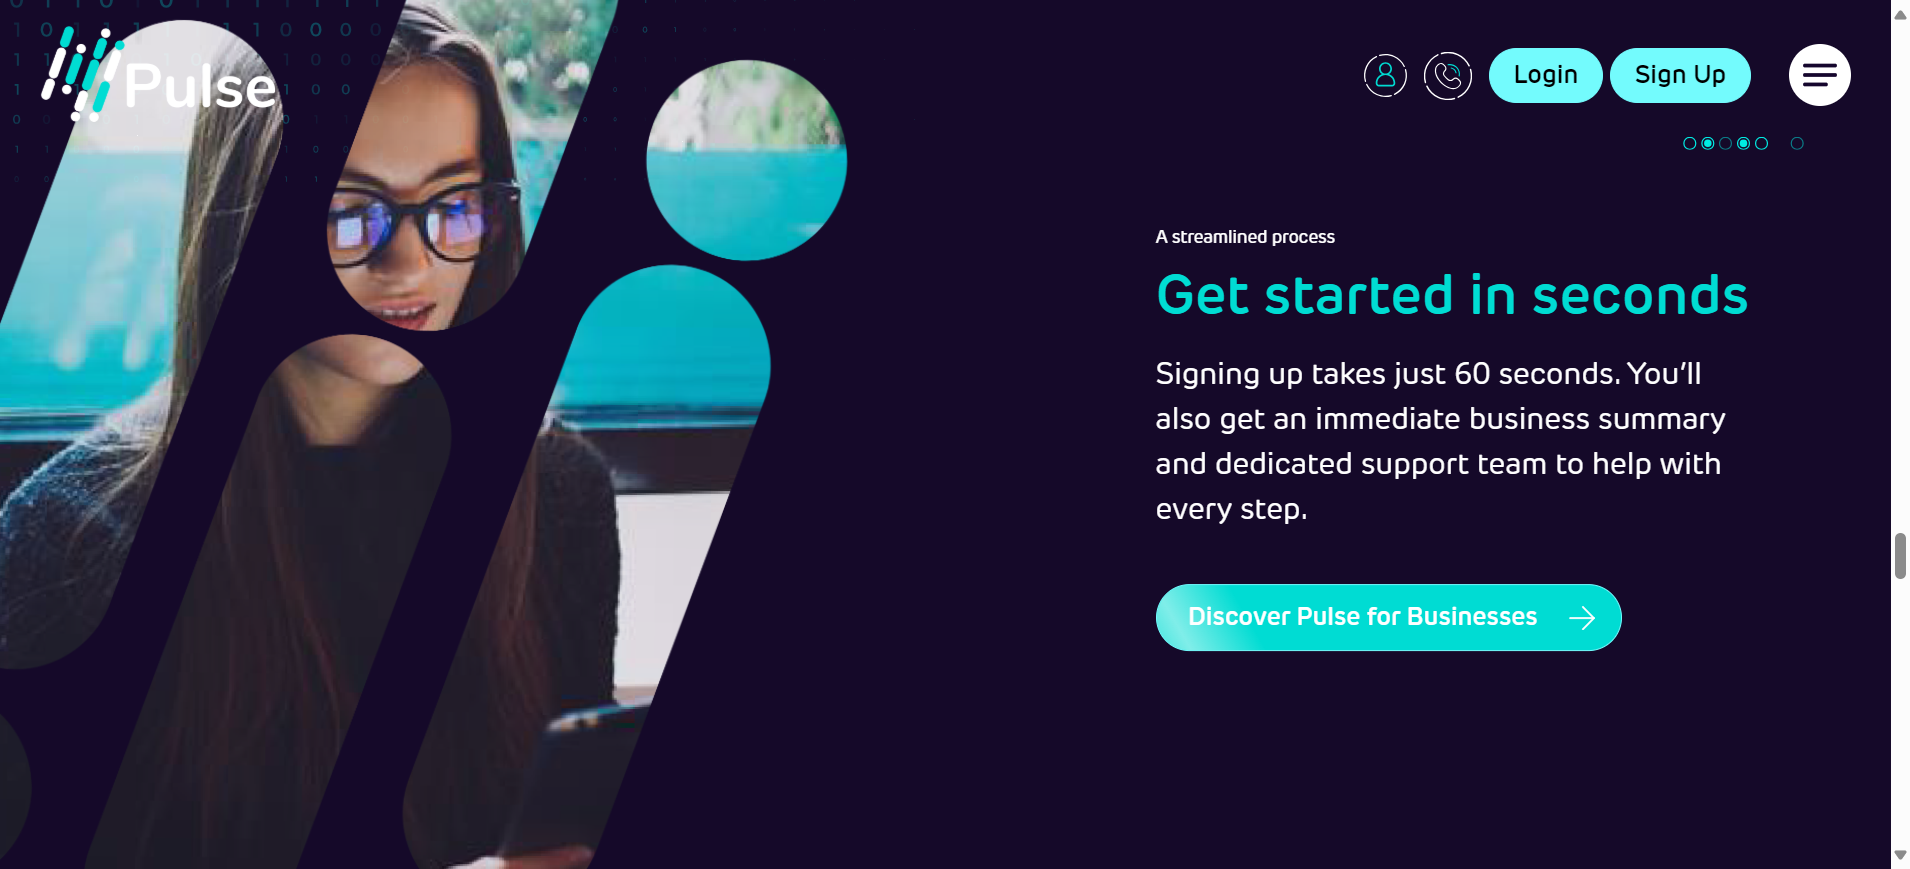 Pulse
Login
Sign Up
A streamlined process
Get started in seconds
Signing up takes just 60 seconds. You’ll
also get an immediate business summary
and dedicated support team to help with
every step.
Discover Pulse for Businesses